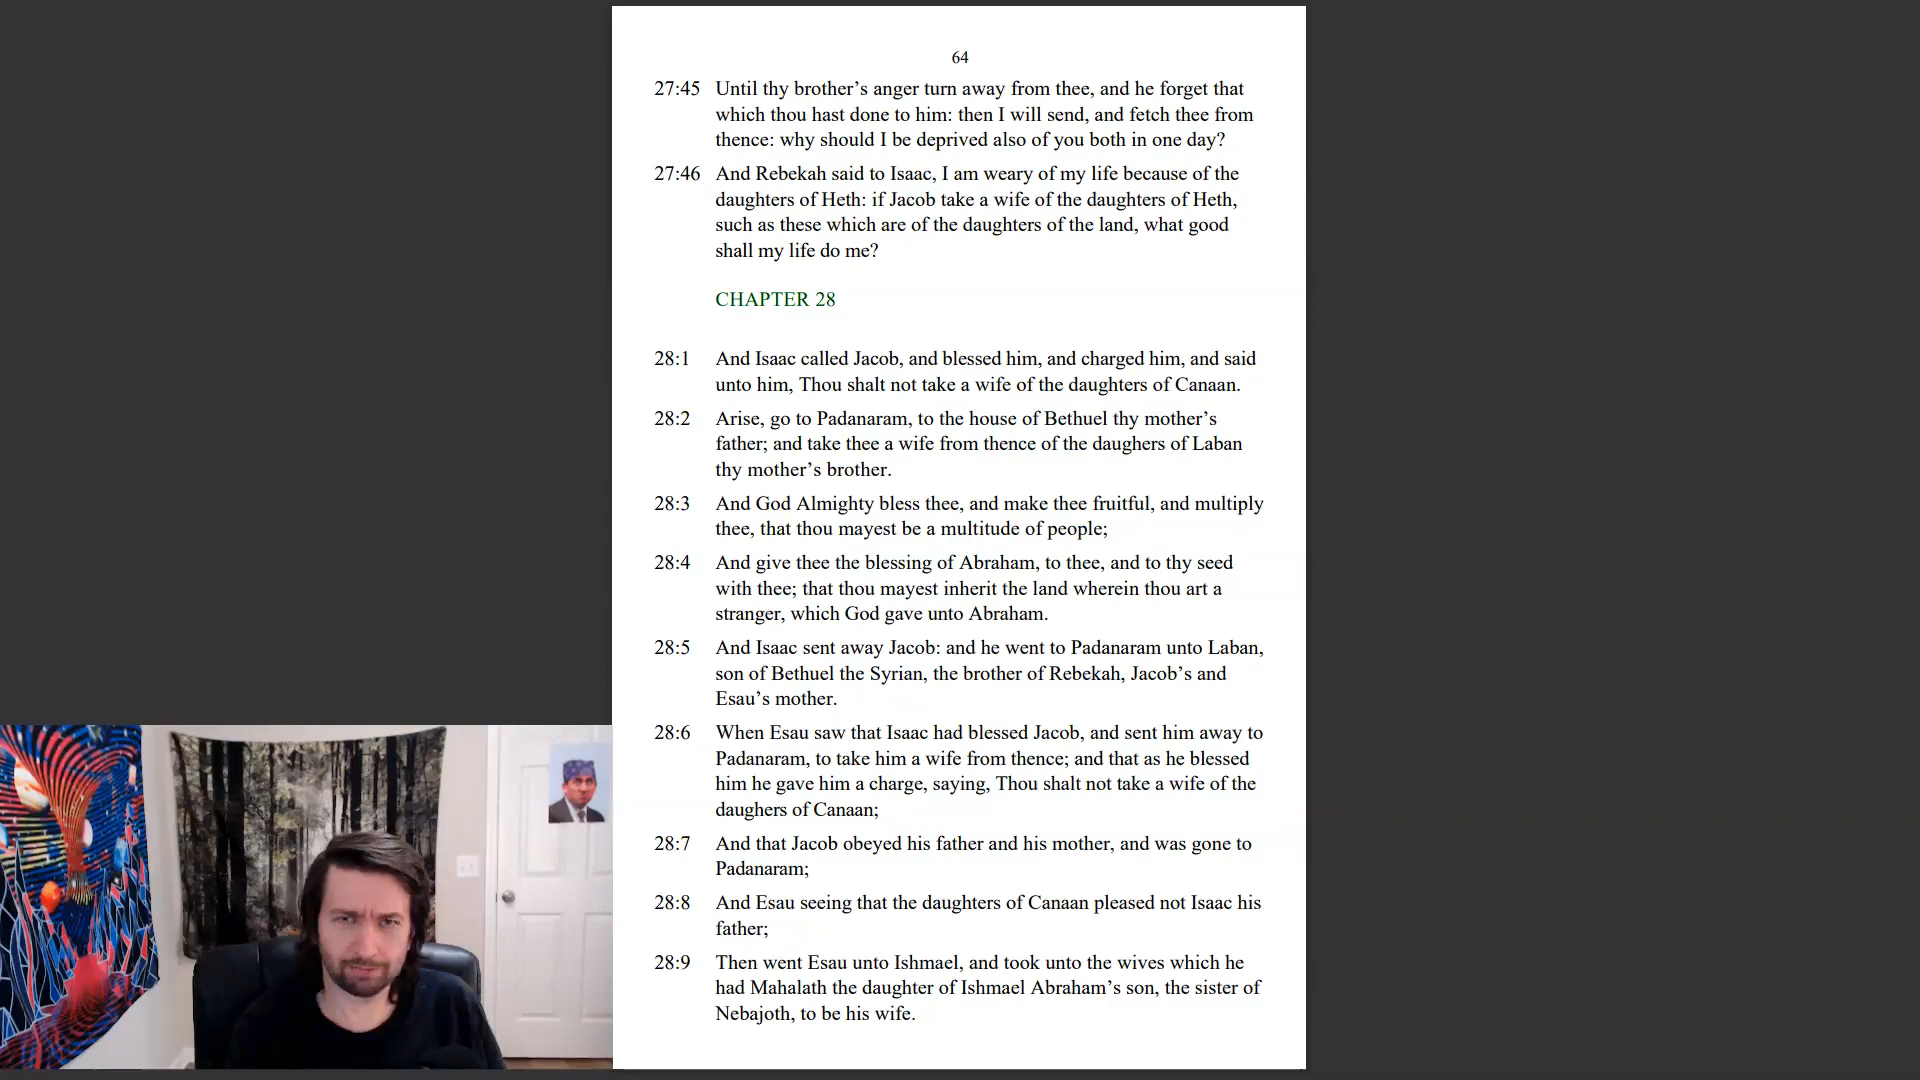 64
27:45 Until thy brother’s anger turn away from thee, and he forget that
which thou hast done to him: then I will send, and fetch thee from
thence: why should I be deprived also of you both in one day?
27:46 And Rebekah said to Isaac, I am weary of my life because of the
daughters of Heth: if Jacob take a wife of the daughters of Heth,
such as these which are of the daughters of the land, what good
shall my life do me?
CHAPTER 28
28:1 And Isaac called Jacob, and blessed him, and charged him, and said
unto him, Thou shalt not take a wife of the daughters of Canaan.
28:2 Arise, go to Padanaram, to the house of Bethuel thy mother’s
father; and take thee a wife from thence of the daughers of Laban
thy mother’s brother.
28:3 And God Almighty bless thee, and make thee fruitful, and multiply
thee, that thou mayest be a multitude of people;
28:4 And give thee the blessing of Abraham, to thee, and to thy seed
with thee; that thou mayest inherit the land wherein thou art a
stranger, which God gave unto Abraham.
28:5 And Isaac sent away Jacob: and he went to Padanaram unto Laban,
son of Bethuel the Syrian, the brother of Rebekah, Jacob’s and
Esau’s mother.
28:6 When Esau saw that Isaac had blessed Jacob, and sent him away to
Padanaram, to take him a wife from thence; and that as he blessed
him he gave him a charge, saying, Thou shalt not take a wife of the
daughers of Canaan;
28:7 And that Jacob obeyed his father and his mother, and was gone to
Padanaram;
28:8 And Esau seeing that the daughters of Canaan pleased not Isaac his
father;
28:9 Then went Esau unto Ishmael, and took unto the wives which he
had Mahalath the daughter of Ishmael Abraham’s son, the sister of
Nebajoth, to be his wife.